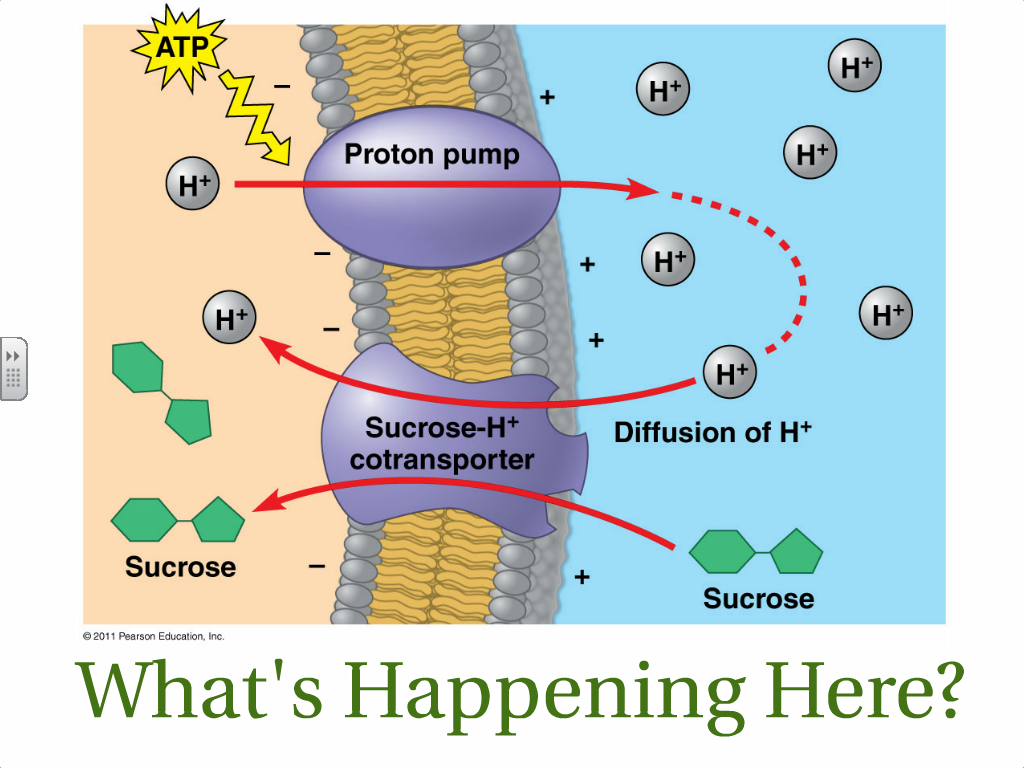 ATP
−
+
H+
H+
H+
Proton pump
H+
−
+
H+
H+
H+
−
+
H+
Sucrose-H+
cotransporter
Diffusion of H+
Sucrose
−
+
Sucrose
© 2011 Pearson Education, Inc.
What's Happening Here?